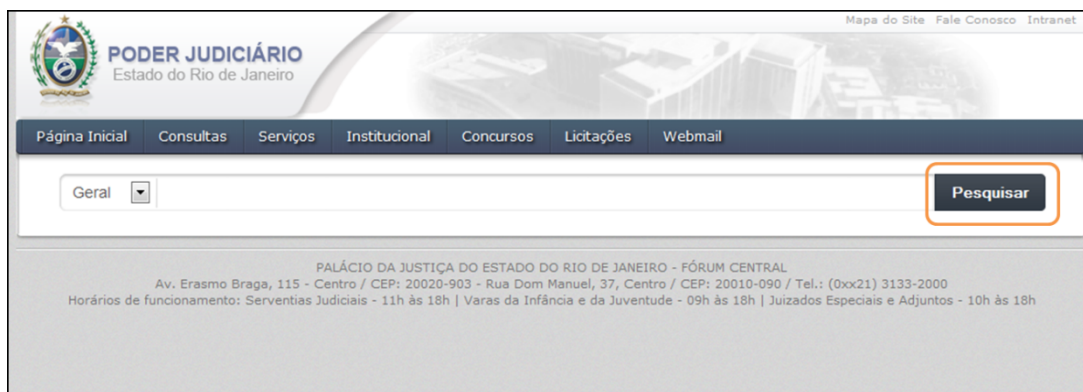 Mapa do Site Fale Conosco Intranet
PODER JUDICIÁRIO
Estado do Rio de Janeiro
Página Inicial Consultas Serviços Institucional Concursos Licitações Webmail
Geral Pesquisar
PALÁCIO DA JUSTIÇA DO ESTADO DO RIO DE JANEIRO - FÓRUM CENTRAL
Av. Erasmo Braga, 115 - Centro / CEP: 20020-903 - Rua Dom Manuel, 37, Centro / CEP: 20010-090 / Tel.: (0xx21) 3133-2000
Horários de funcionamento: Serventias Judiciais - 11h às 18h | Varas da Infância e da Juventude - 09h às 18h | Juizados Especiais e Adjuntos - 10h às 18h